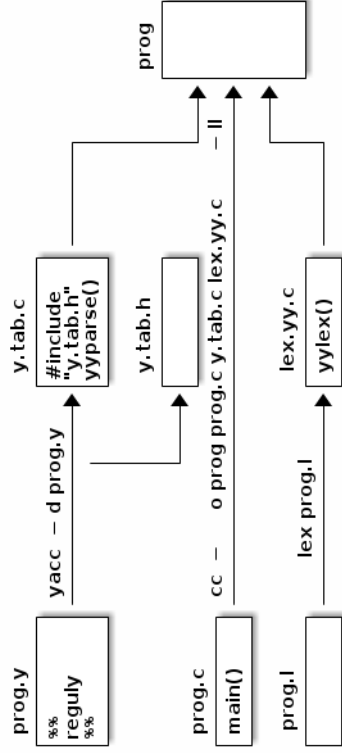 prog.y
%%
reguly
%%
yacc – d prog.y
y.tab.c
#include
"y.tab.h"
yyparse()
y.tab.h
prog
prog.c
main()
cc – o prog prog.c y.tab.c lex.yy.c – ll
prog.l
lex prog.l
lex.yy.c
yylex()